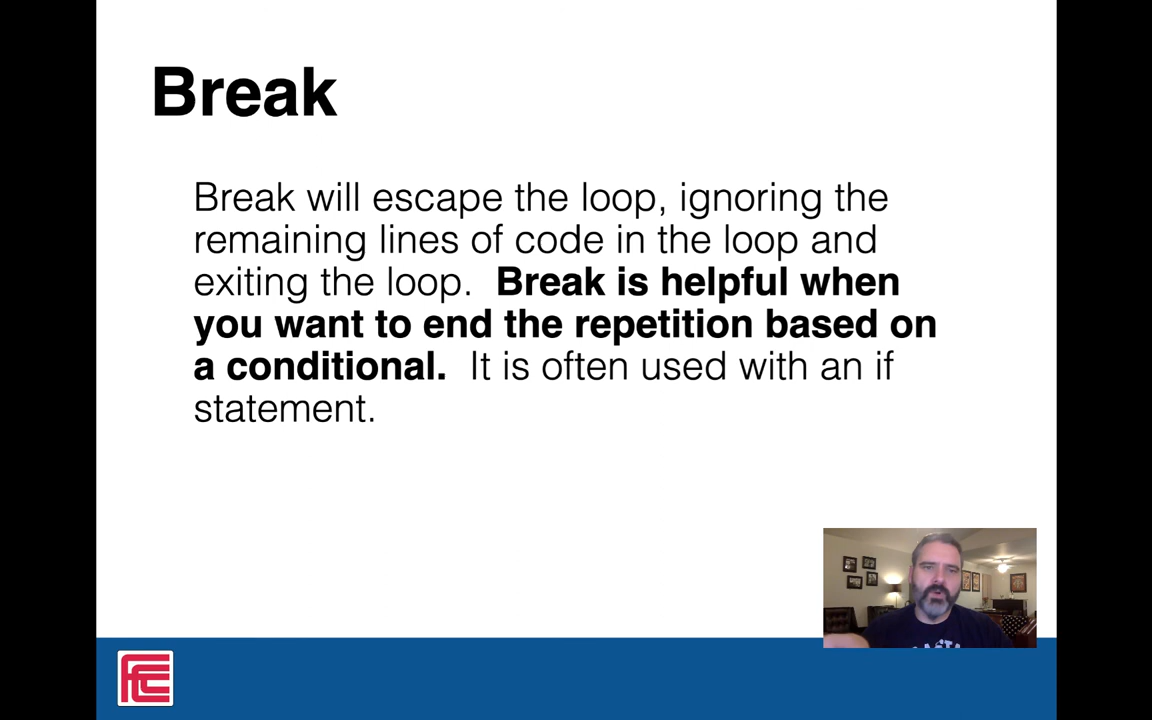 Break
Break will escape the loop, ignoring the
remaining lines of code in the loop and
exiting the loop.  Break is helpful when
you want to end the repetition based on
a conditional.  It is often used with an if
statement.